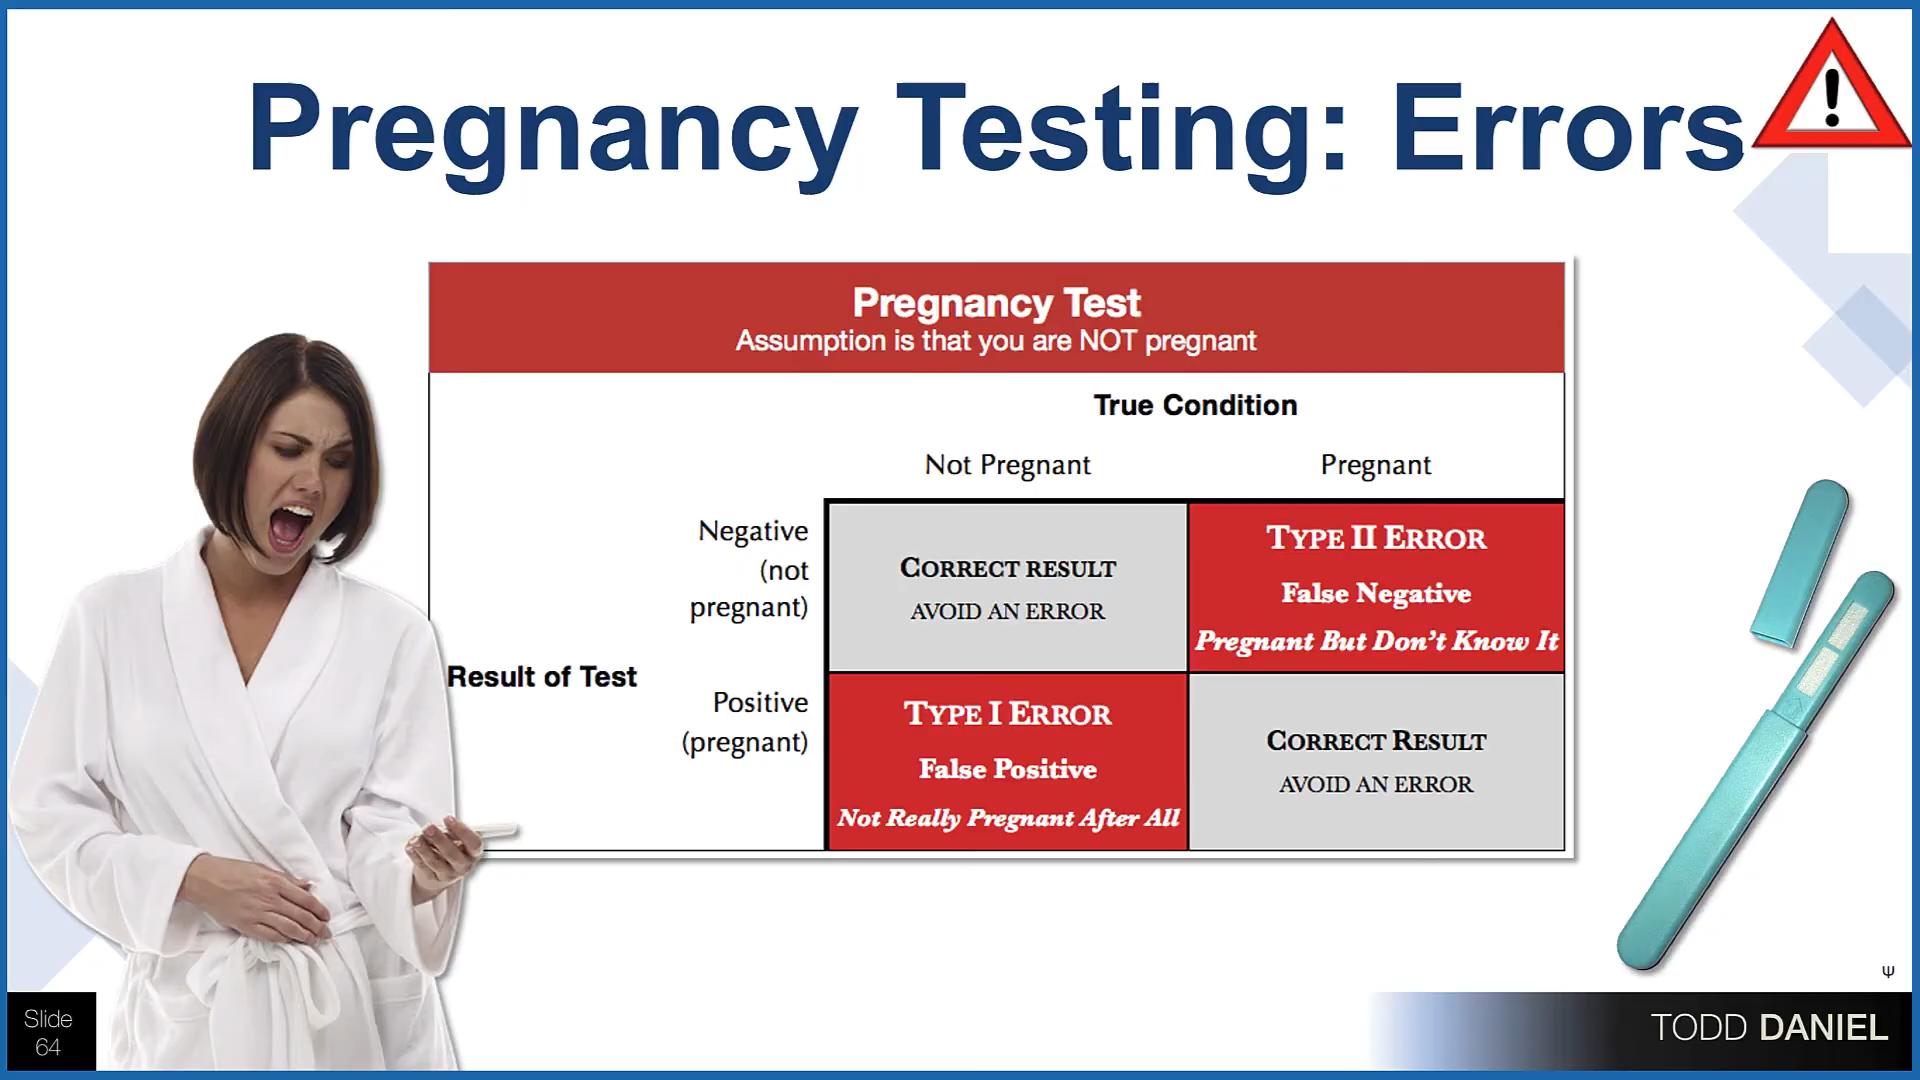 Pregnancy Testing: Errors
Pregnancy Test
Assumption is that you are NOT pregnant
True Condition
Not Pregnant
Pregnant
Result of Test
Negative
(not
pregnant)
CORRECT RESULT
AVOID AN ERROR
TYPE II ERROR
False Negative
Pregnant But Don't Know It
Positive
(pregnant)
TYPE I ERROR
False Positive
Not Really Pregnant After All
CORRECT RESULT
AVOID AN ERROR
Ψ
Slide
64
TODD DANIEL